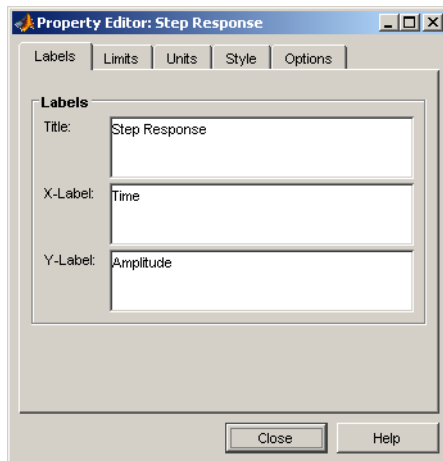 Property Editor: Step Response
Labels Limits Units Style Options
Labels
Title: Step Response
X-Label: Time
Y-Label: Amplitude
Close Help